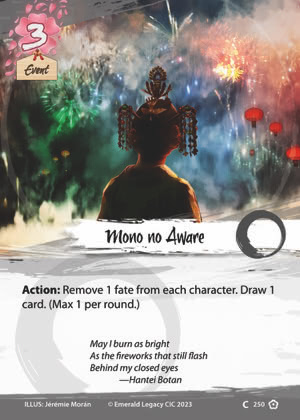 3
Event
Mono no Aware
Action: Remove 1 fate from each character. Draw 1
card. (Max 1 per round.)
May I burn as bright
As the fireworks that still flash
Behind my closed eyes
—Hantei Botan
ILLUS: Jérémie Morán © Emerald Legacy CIC 2023 C 250